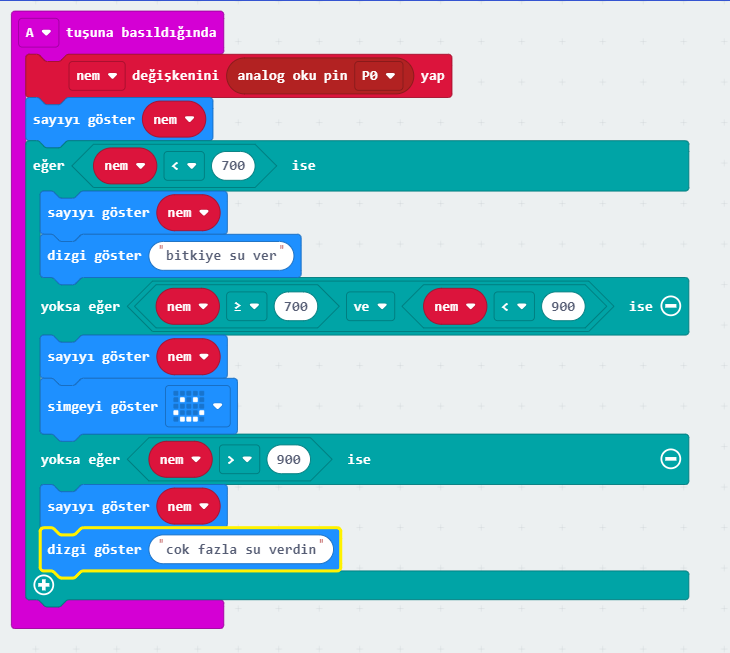 A tuşuna basıldığında
nem değişkenini analog oku pin P0 yap
sayıyı göster nem
eğer nem < 700 ise
sayıyı göster nem
dizgi göster "bitkiye su ver"
yoksa eğer nem ≥ 700 ve nem < 900 ise
sayıyı göster nem
simgeyi göster
yoksa eğer nem > 900 ise
sayıyı göster nem
dizgi göster "cok fazla su verdin"